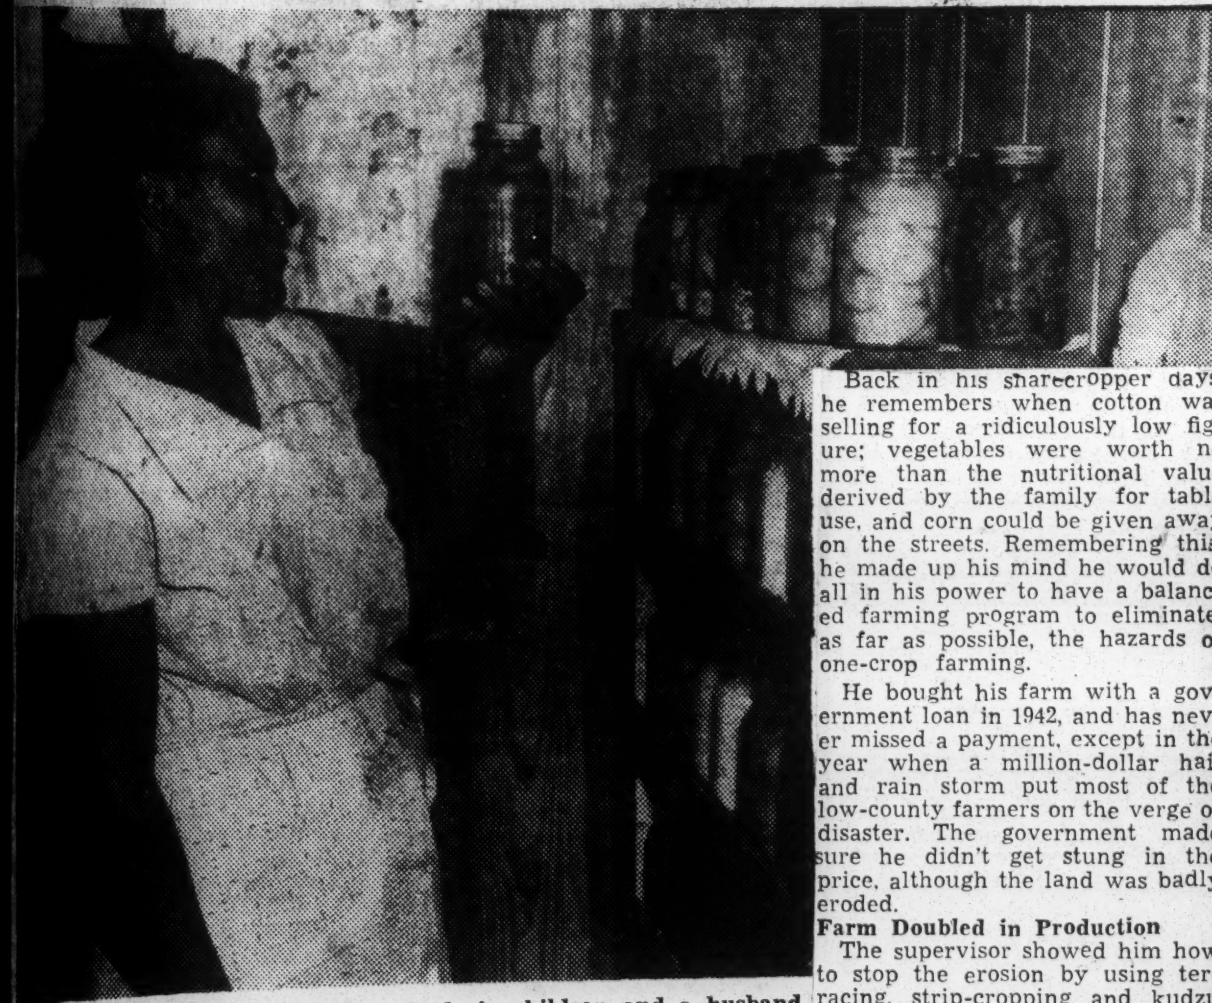 children and a husband
Back in his sharecropper days
he remembers when cotton wa
selling for a ridiculously low fig
ure; vegetables were worth n
more than the nutritional valu
derived by the family for tabl
use, and corn could be given awa
on the streets. Remembering this
he made up his mind he would d
all in his power to have a balanc
ed farming program to eliminate
as far as possible, the hazards o
one-crop farming.
He bought his farm with a gov
ernment loan in 1942, and has nev
er missed a payment, except in th
year when a million-dollar hai
and rain storm put most of the
low-county farmers on the verge o
disaster. The government made
sure he didn't get stung in the
price, although the land was badly
eroded.
Farm Doubled in Production
The supervisor showed him how
to stop the erosion by using ter
racing, strip-cropping and kudzu